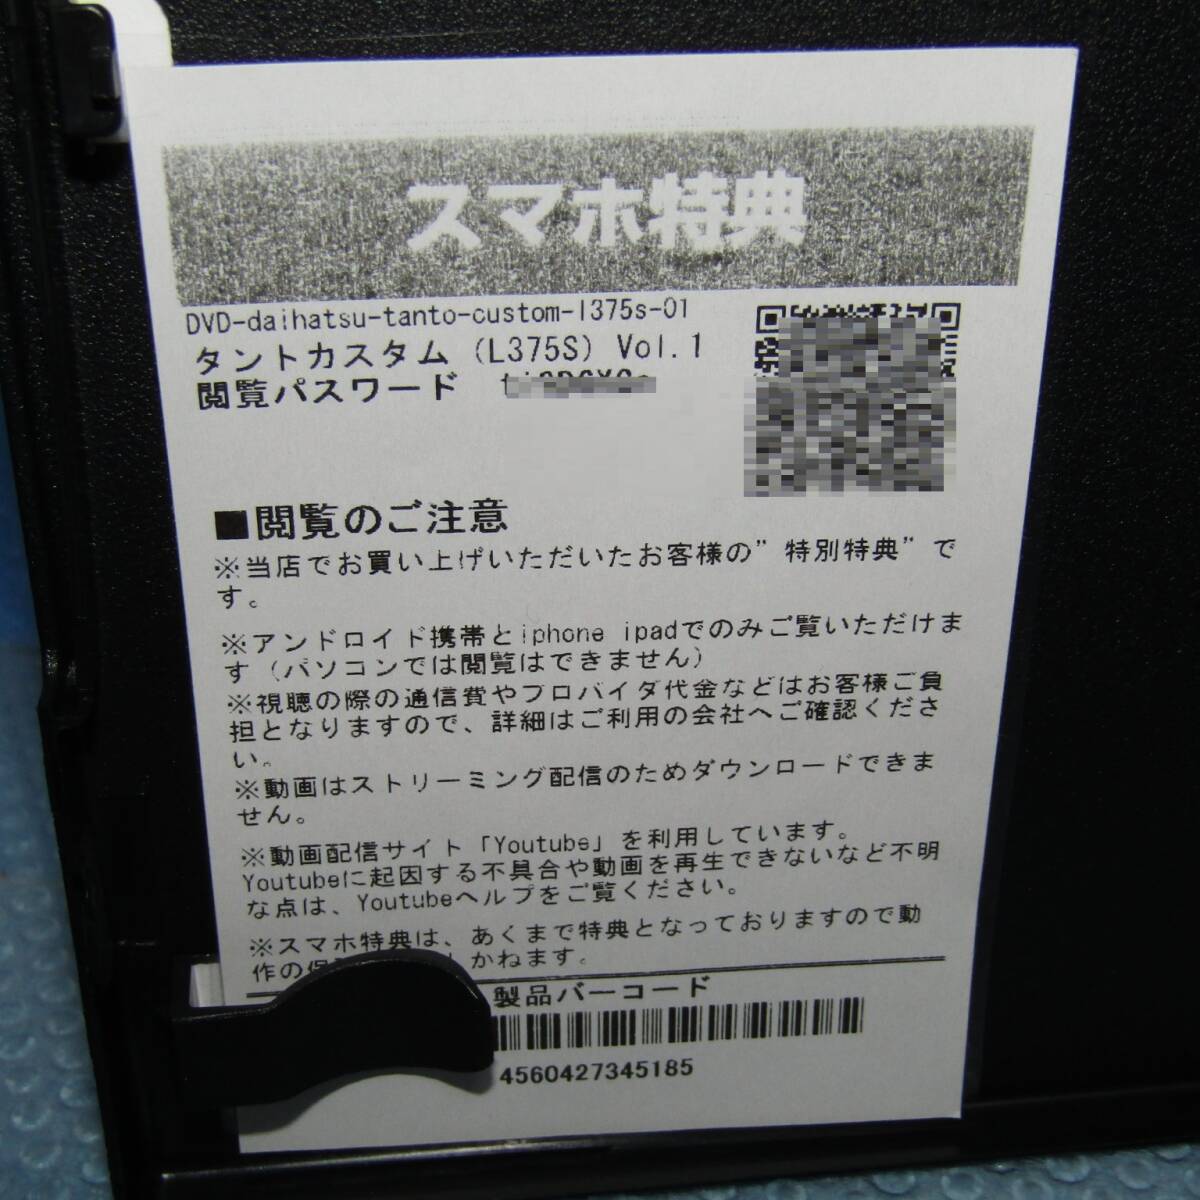 スマホ特典
DVD-daihatsu-tanto-custom-l375s-01
タントカスタム (L375S) Vol.1
閲覧パスワード
■閲覧のご注意
※当店でお買い上げいただいたお客様の”特別特典”で
す。
※アンドロイド携帯とiphone ipadでのみご覧いただけま
す（パソコンでは閲覧はできません）
※視聴の際の通信費やプロバイダ代金などはお客様ご負
担となりますので、詳細はご利用の会社へご確認くださ
い。
※動画はストリーミング配信のためダウンロードできま
せん。
※動画配信サイト「Youtube」を利用しています。
Youtubeに起因する不具合や動画を再生できないなど不明
な点は、Youtubeヘルプをご覧ください。
※スマホ特典は、あくまで特典となっておりますので動
作の かねます。
製品バーコード
4560427345185